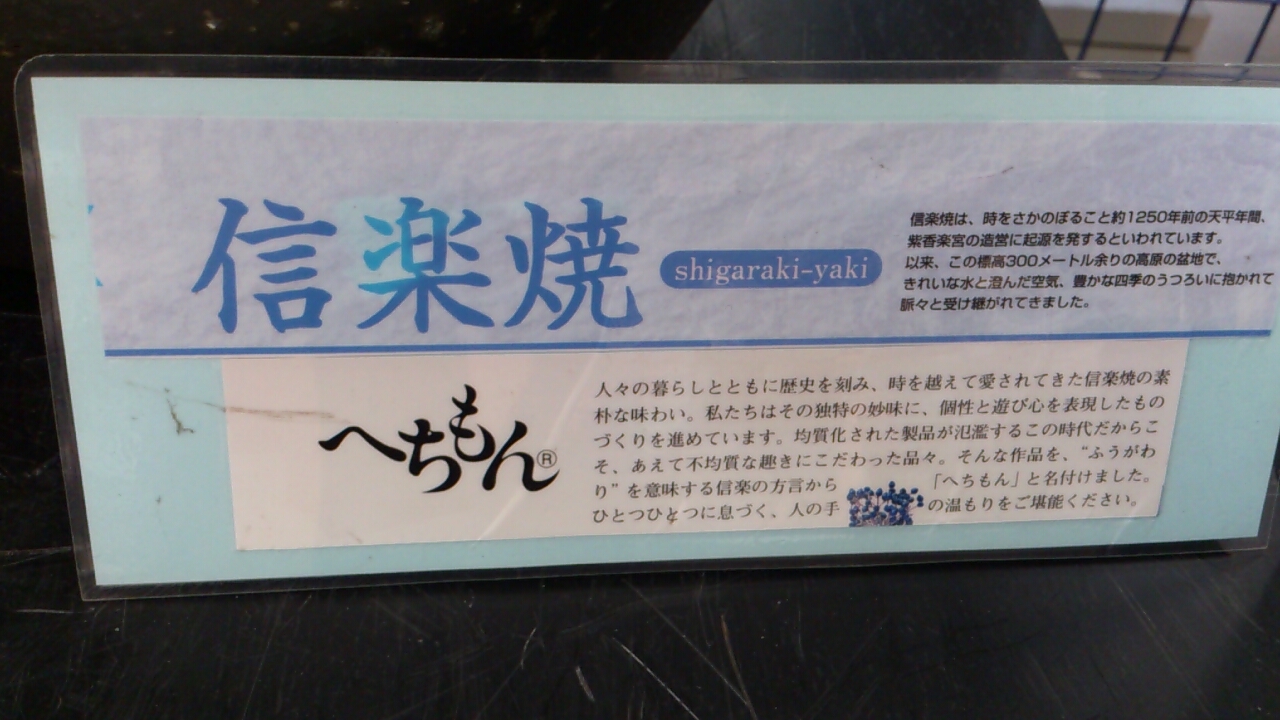 信楽焼
shigaraki-yaki
信楽焼は、時をさかのぼること約1250年前の天平年間、
紫香楽宮の造営に起源を発するといわれています。
以来、この標高300メートル余りの高原の盆地で、
きれいな水と澄んだ空気、豊かな四季のうつろいに抱かれて
脈々と受け継がれてきました。
へちもん®
人々の暮らしとともに歴史を刻み、時を越えて愛されてきた信楽焼の素
朴な味わい。私たちはその独特の妙味に、個性と遊び心を表現したもの
づくりを進めています。均質化された製品が氾濫するこの時代だからこ
そ、あえて不均質な趣きにこだわった品々。そんな作品を、“ふうがわ
り”を意味する信楽の方言から「へちもん」と名付けました。
ひとつひとつに息づく、人の手の温もりをご堪能ください。